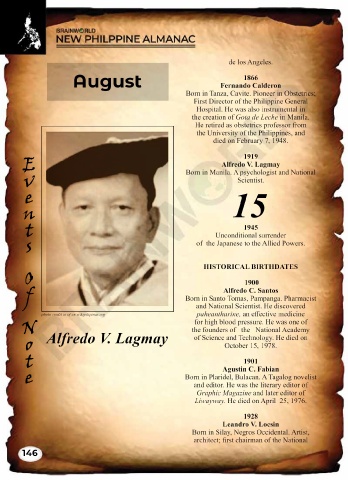 BRAINWORLD
NEW PHILPPINE ALMANAC
August
Events Of Note
Alfredo V. Lagmay
146
de los Angeles.
1866
Fernando Calderon
Born in Tanza, Cavite. Pioneer in Obstetrics;
First Director of the Philippine General
Hospital. He was also instrumental in
the creation of Gota de Leche in Manila.
He retired as obstetrics professor from
the University of the Philippines, and
died on February 7, 1948.
1919
Alfredo V. Lagmay
Born in Manila. A psychologist and National
Scientist.
15
1945
Unconditional surrender
of the Japanese to the Allied Powers.
HISTORICAL BIRTHDATES
1900
Alfredo C. Santos
Born in Santo Tomas, Pampanga. Pharmacist
and National Scientist. He discovered
phaeantharine, an effective medicine
for high blood pressure. He was one of
the founders of the National Academy
of Science and Technology. He died on
October 15, 1978.
1901
Agustin C. Fabian
Born in Plaridel, Bulacan. A Tagalog novelist
and editor. He was the literary editor of
Graphic Magazine and later editor of
Liwayway. He died on April 25, 1976.
1928
Leandro V. Locsin
Born in Silay, Negros Occidental. Artist,
architect; first chairman of the National